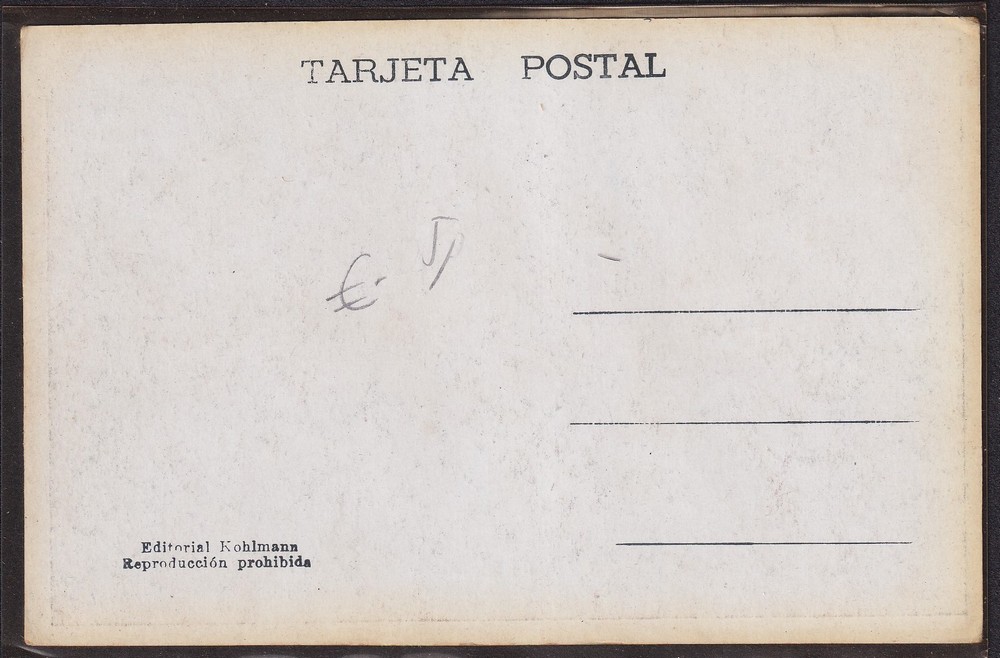 TARJETA POSTAL
Editorial Kohlmann
Reproducción prohibida